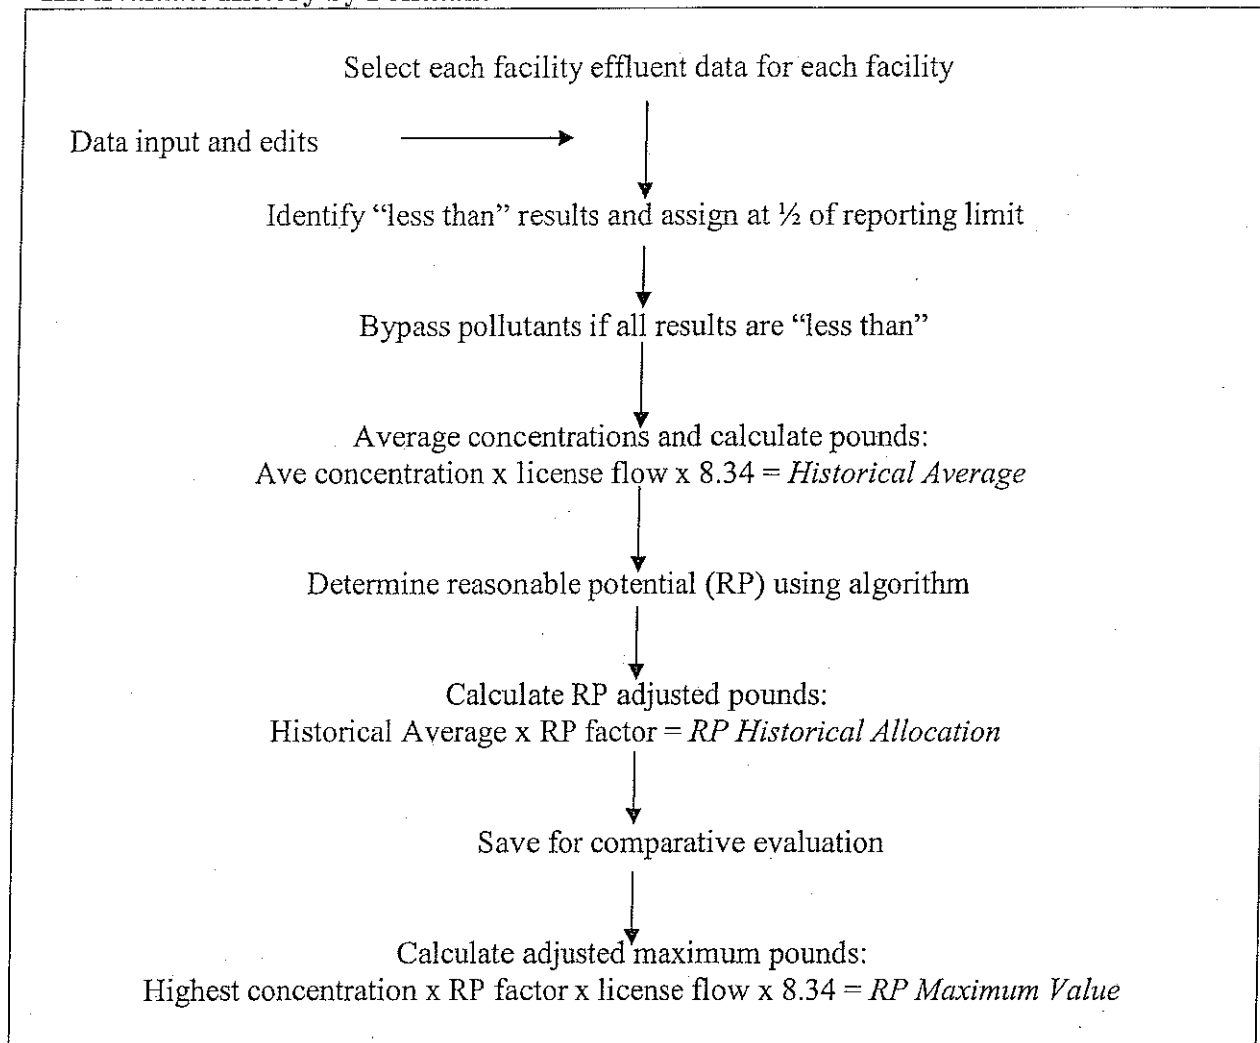 Select each facility effluent data for each facility
Data input and edits
Identify “less than” results and assign at ½ of reporting limit
Bypass pollutants if all results are “less than”
Average concentrations and calculate pounds:
Ave concentration x license flow x 8.34 = Historical Average
Determine reasonable potential (RP) using algorithm
Calculate RP adjusted pounds:
Historical Average x RP factor = RP Historical Allocation
Save for comparative evaluation
Calculate adjusted maximum pounds:
Highest concentration x RP factor x license flow x 8.34 = RP Maximum Value